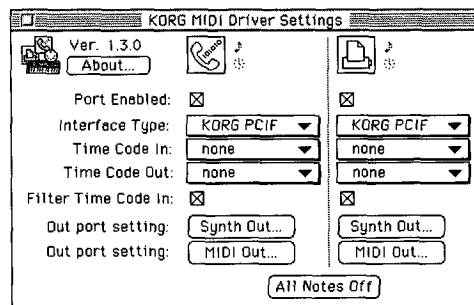 KORG MIDI Driver Settings
Ver. 1.3.0
About...
Port Enabled:
Interface Type: KORG PCIF KORG PCIF
Time Code In: none none
Time Code Out: none none
Filter Time Code In:
Out port setting: Synth Out... Synth Out...
Out port setting: MIDI Out... MIDI Out...
All Notes Off